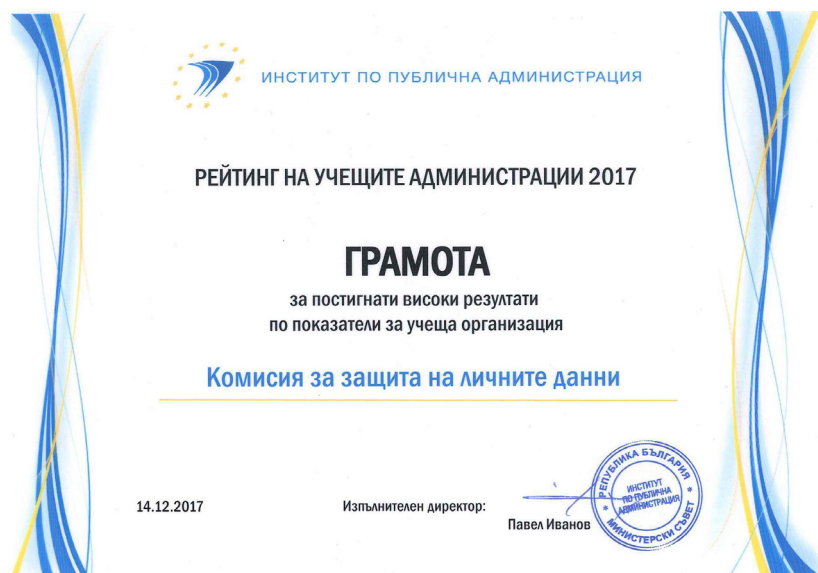 ИНСТИТУТ ПО ПУБЛИЧНА АДМИНИСТРАЦИЯ
РЕЙТИНГ НА УЧЕЩИТЕ АДМИНИСТРАЦИИ 2017
ГРАМОТА
за постигнати високи резултати
по показатели за учеща организация
Комисия за защита на личните данни
14.12.2017
Изпълнителен директор:
Павел Иванов
РЕПУБЛИКА БЪЛГАРИЯ
ИНСТИТУТ
ПО ПУБЛИЧНА
АДМИНИСТРАЦИЯ
МИНИСТЕРСКИ СЪВЕТ